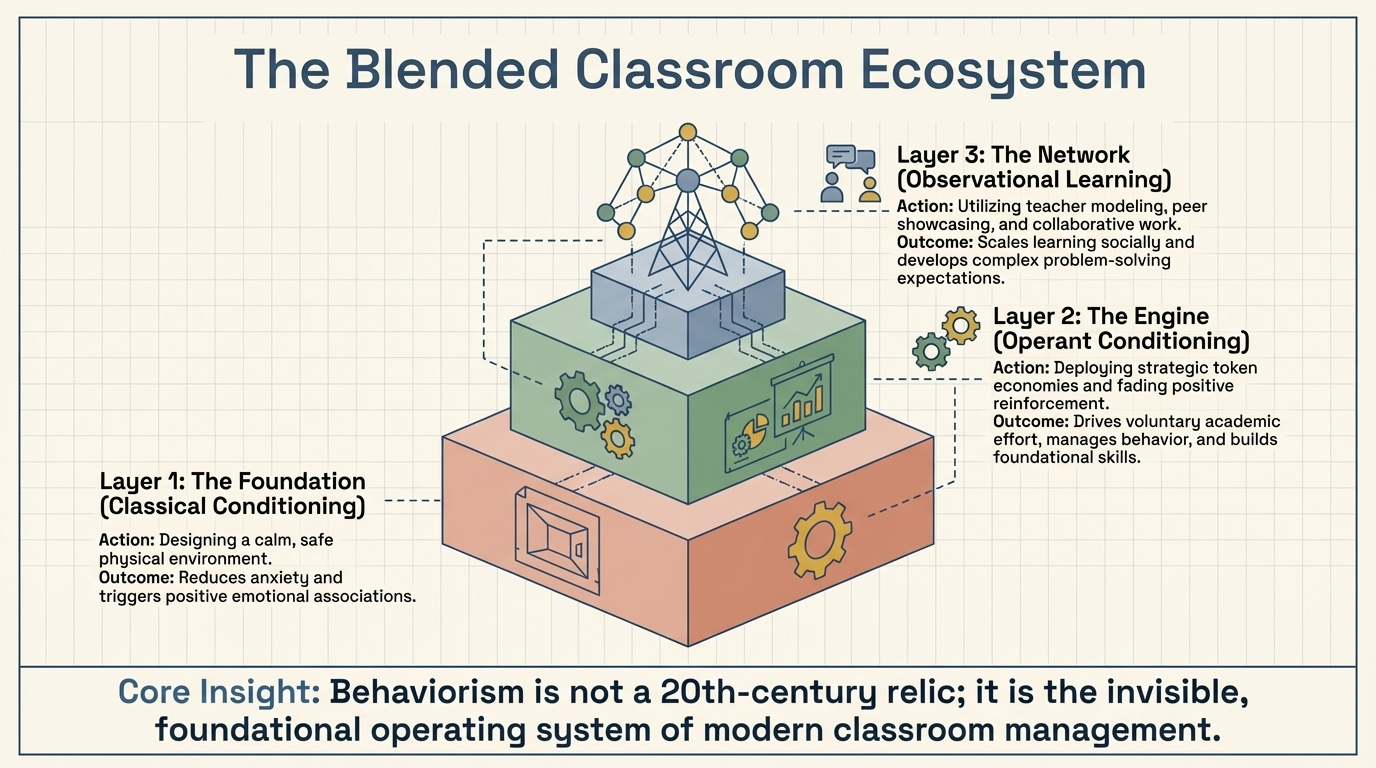 The Blended Classroom Ecosystem
Layer 3: The Network
(Observational Learning)
Action: Utilizing teacher modeling, peer
showcasing, and collaborative work.
Outcome: Scales learning socially and
develops complex problem-solving
expectations.
Layer 2: The Engine
(Operant Conditioning)
Action: Deploying strategic token
economies and fading positive
reinforcement.
Outcome: Drives voluntary academic
effort, manages behavior, and builds
foundational skills.
Layer 1: The Foundation
(Classical Conditioning)
Action: Designing a calm, safe
physical environment.
Outcome: Reduces anxiety and
triggers positive emotional associations.
Core Insight: Behaviorism is not a 20th-century relic; it is the invisible,
foundational operating system of modern classroom management.